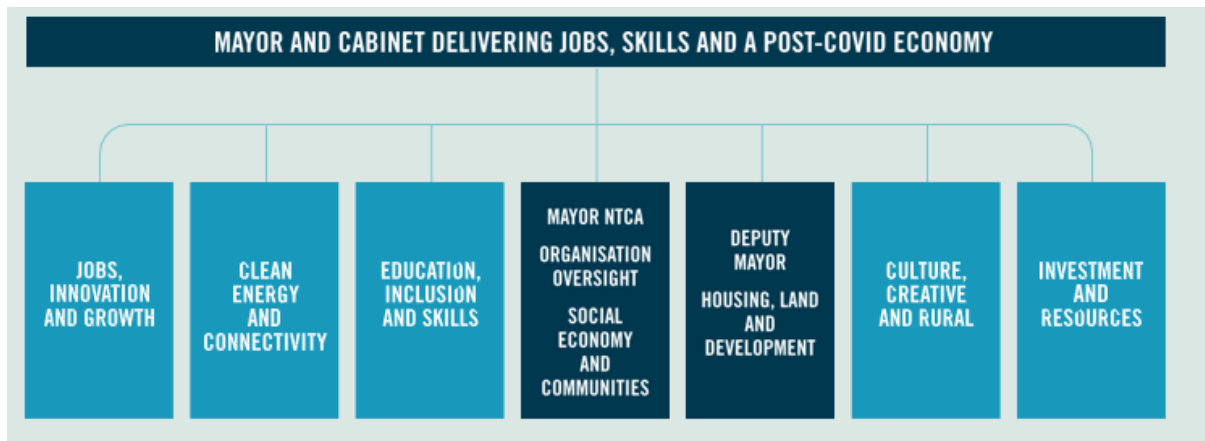 MAYOR AND CABINET DELIVERING JOBS, SKILLS AND A POST-COVID ECONOMY
JOBS,
INNOVATION
AND GROWTH
CLEAN
ENERGY
AND
CONNECTIVITY
EDUCATION,
INCLUSION
AND SKILLS
MAYOR NTCA
ORGANISATION
OVERSIGHT
SOCIAL
ECONOMY
AND
COMMUNITIES
DEPUTY
MAYOR
HOUSING, LAND
AND
DEVELOPMENT
CULTURE,
CREATIVE
AND RURAL
INVESTMENT
AND
RESOURCES